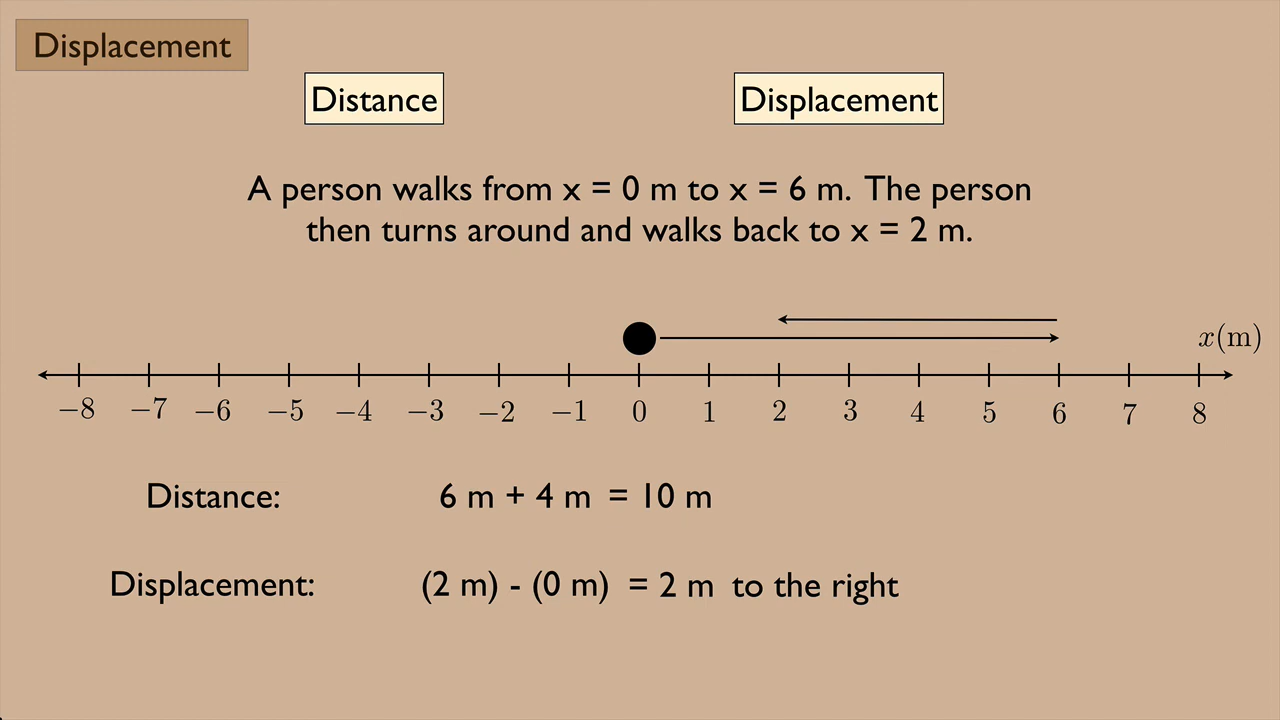 Displacement
Distance
Displacement
A person walks from x = 0 m to x = 6 m. The person
then turns around and walks back to x = 2 m.
x(m)
−8 −7 −6 −5 −4 −3 −2 −1 0 1 2 3 4 5 6 7 8
Distance: 6 m + 4 m = 10 m
Displacement: (2 m) - (0 m) = 2 m to the right